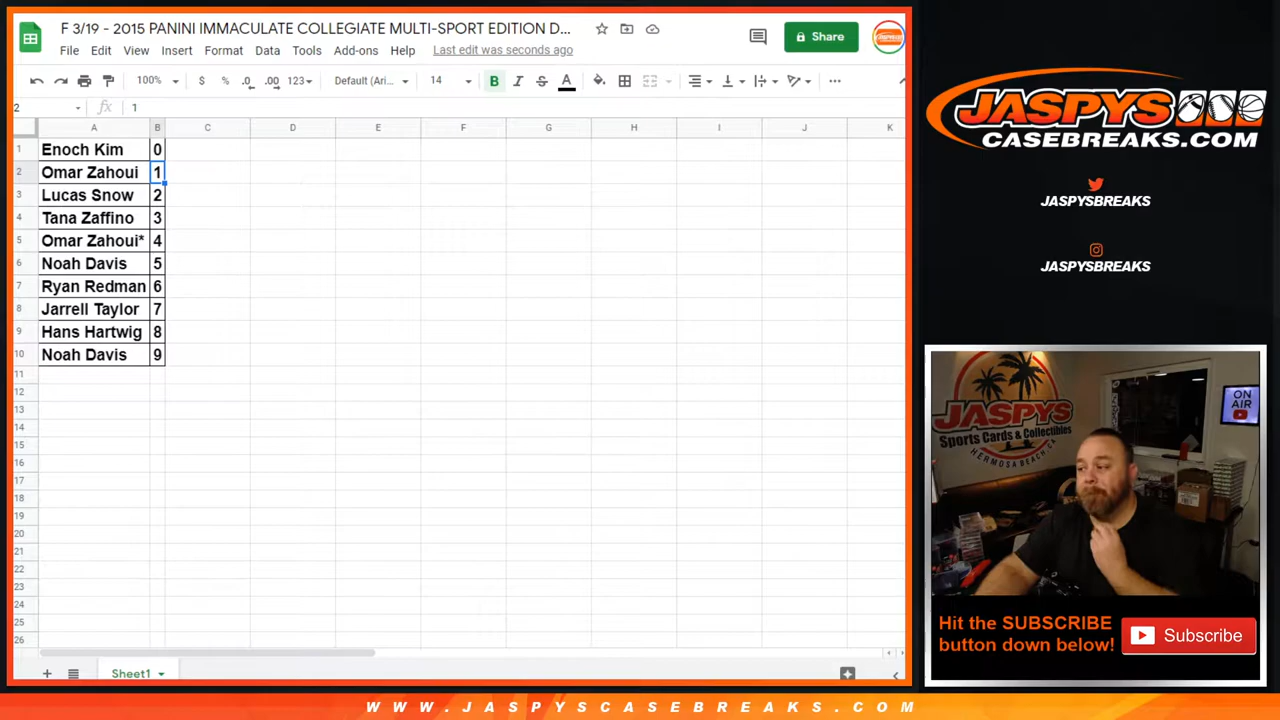 F 3/19 - 2015 PANINI IMMACULATE COLLEGIATE MULTI-SPORT EDITION D...
File Edit View Insert Format Data Tools Add-ons Help Last edit was seconds ago
Share
100% $ % .0 .00 123 Default (Ari... 14 B I S A
2 fx 1
A B C D E F G H I J K
1 Enoch Kim 0
2 Omar Zahoui 1
3 Lucas Snow 2
4 Tana Zaffino 3
5 Omar Zahoui* 4
6 Noah Davis 5
7 Ryan Redman 6
8 Jarrell Taylor 7
9 Hans Hartwig 8
10 Noah Davis 9
11
12
13
14
15
16
17
18
19
20
21
22
23
24
25
26
Sheet1
JASPYS
CASEBREAKS.COM
JASPYSBREAKS
JASPYSBREAKS
JASPYS
Sports Cards & Collectibles
HERMOSA BEACH, CA
ON
AIR
Hit the SUBSCRIBE
button down below!
Subscribe
WWW.JASPYSCASEBREAKS.COM